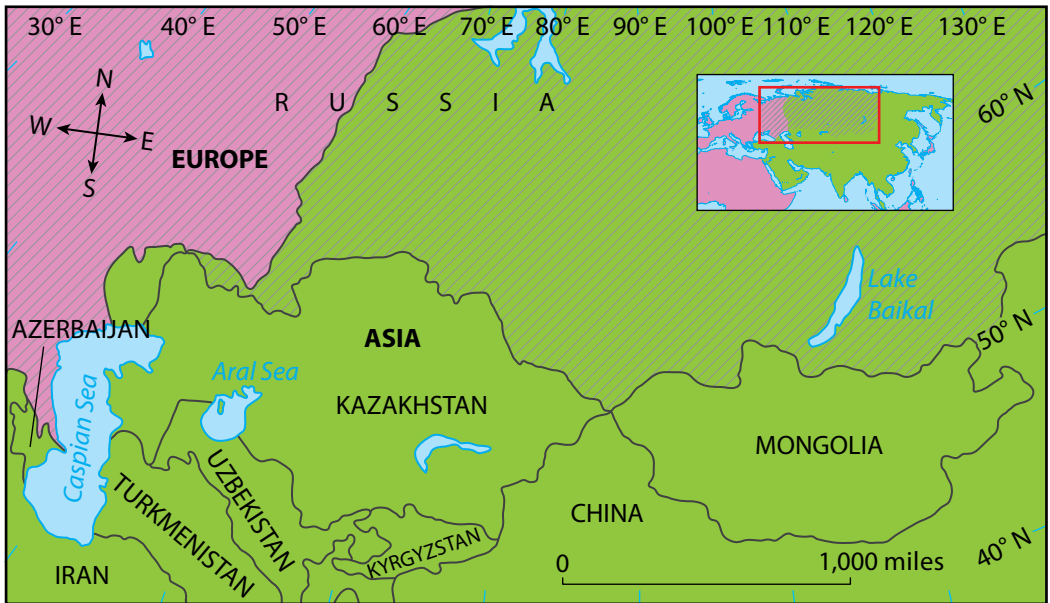 30° E 40° E 50° E 60° E 70° E 80° E 90° E 100° E 110° E 120° E 130° E
N
W E
S
RUSSIA
60° N
EUROPE
Lake
Baikal
50° N
AZERBAIJAN
ASIA
Aral Sea
KAZAKHSTAN
Caspian Sea
MONGOLIA
UZBEKISTAN
TURKMENISTAN
CHINA
KYRGYZSTAN
40° N
IRAN
0 1,000 miles